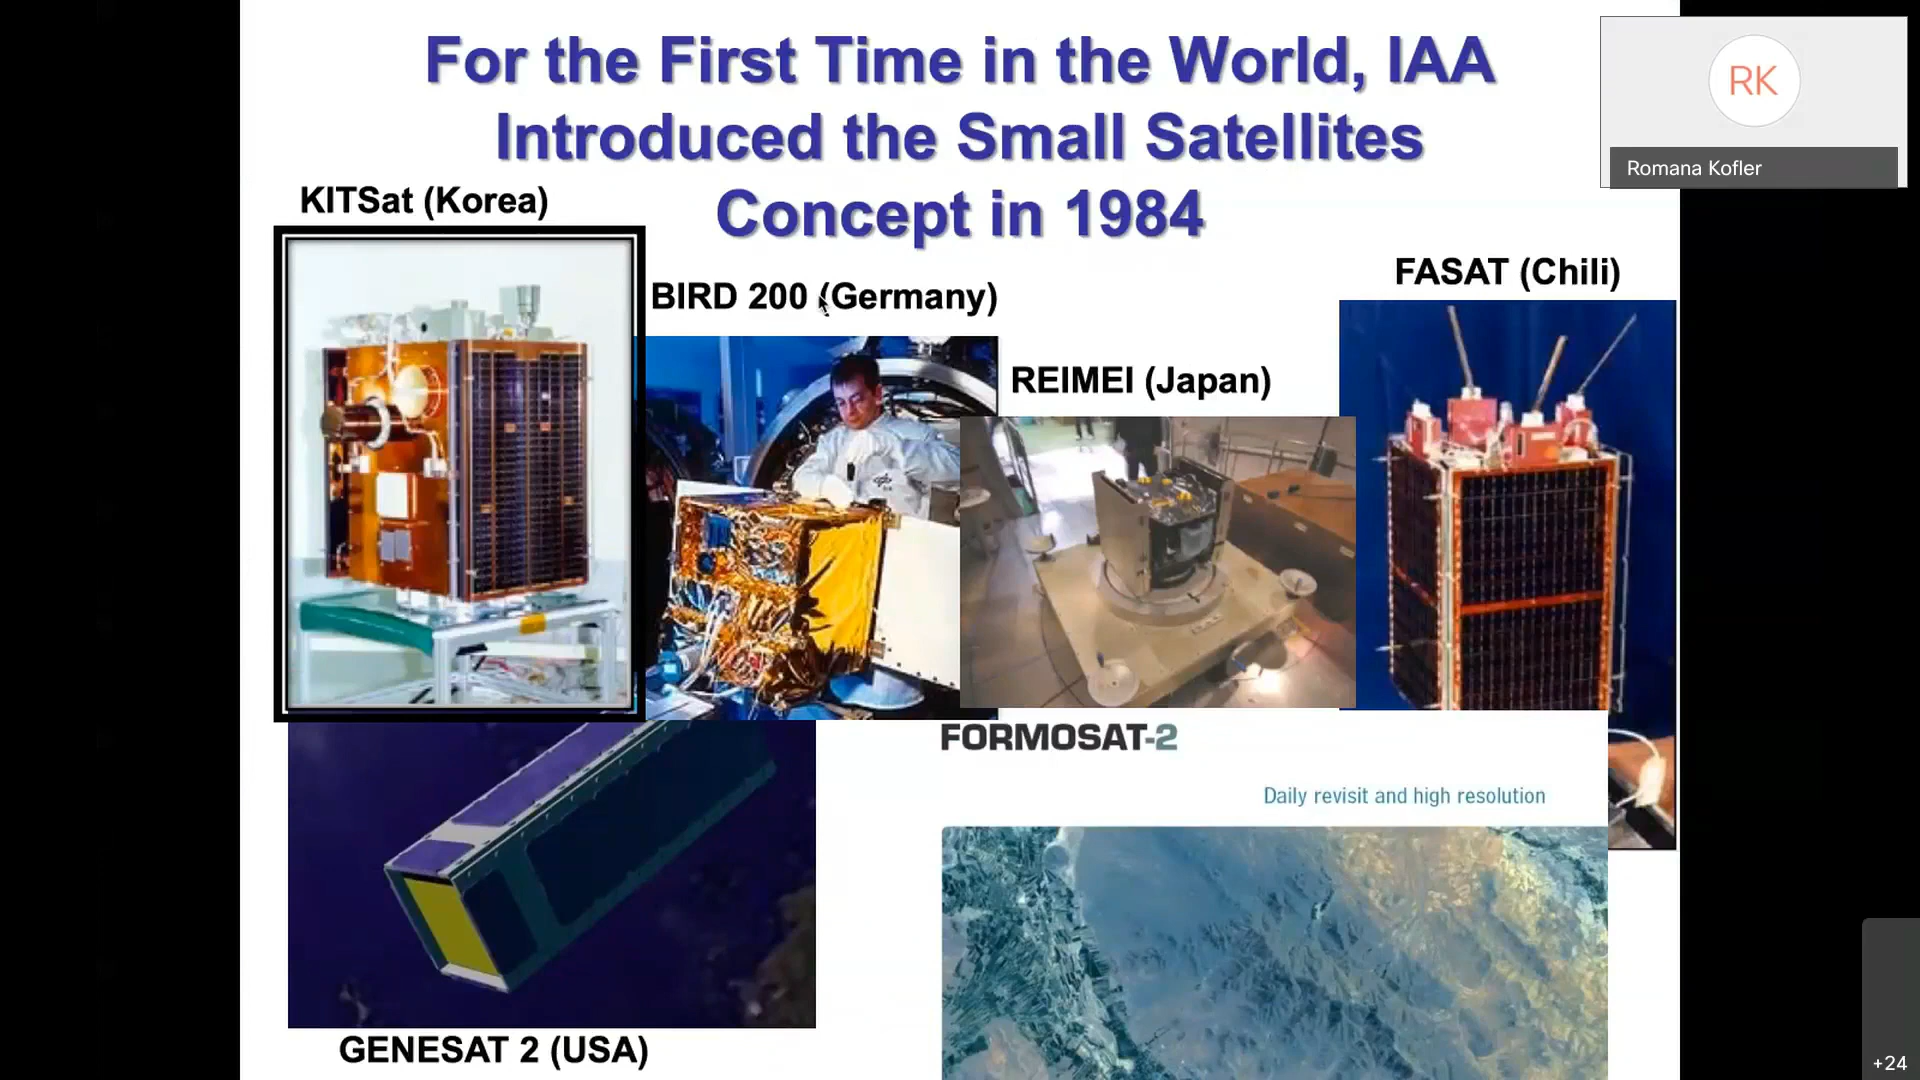 For the First Time in the World, IAA
Introduced the Small Satellites
Concept in 1984
RK
Romana Kofler
KITSat (Korea)
BIRD 200 (Germany)
REIMEI (Japan)
FASAT (Chili)
FORMOSAT-2
Daily revisit and high resolution
GENESAT 2 (USA)
+24